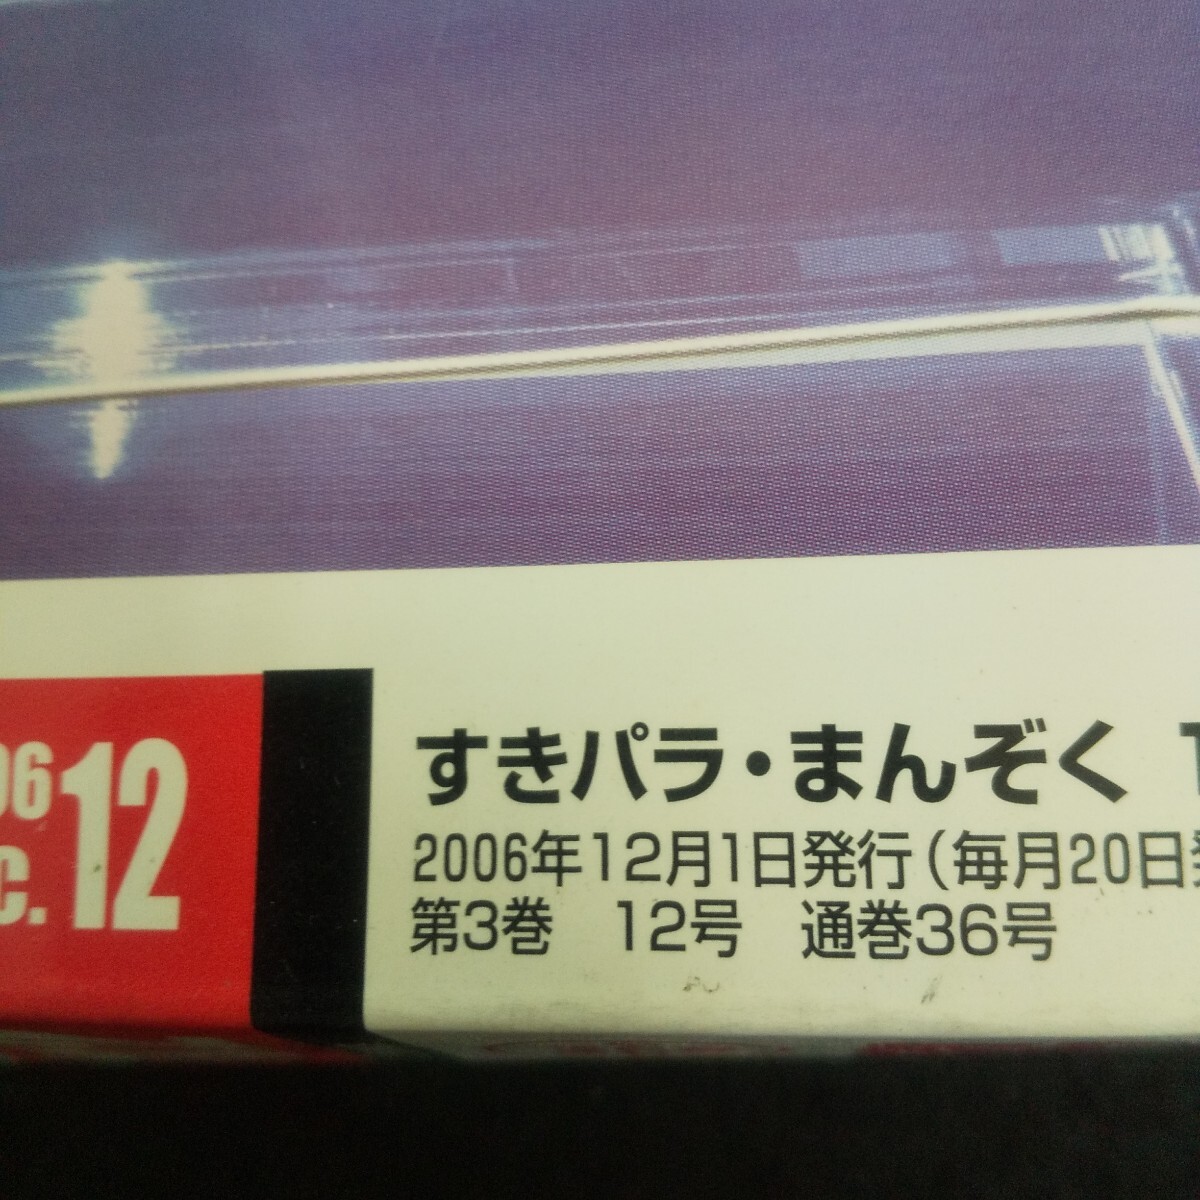 06
c. 12
すきパラ・まんぞく 1
2006年12月1日発行(毎月20日発
第3巻 12号 通巻36号